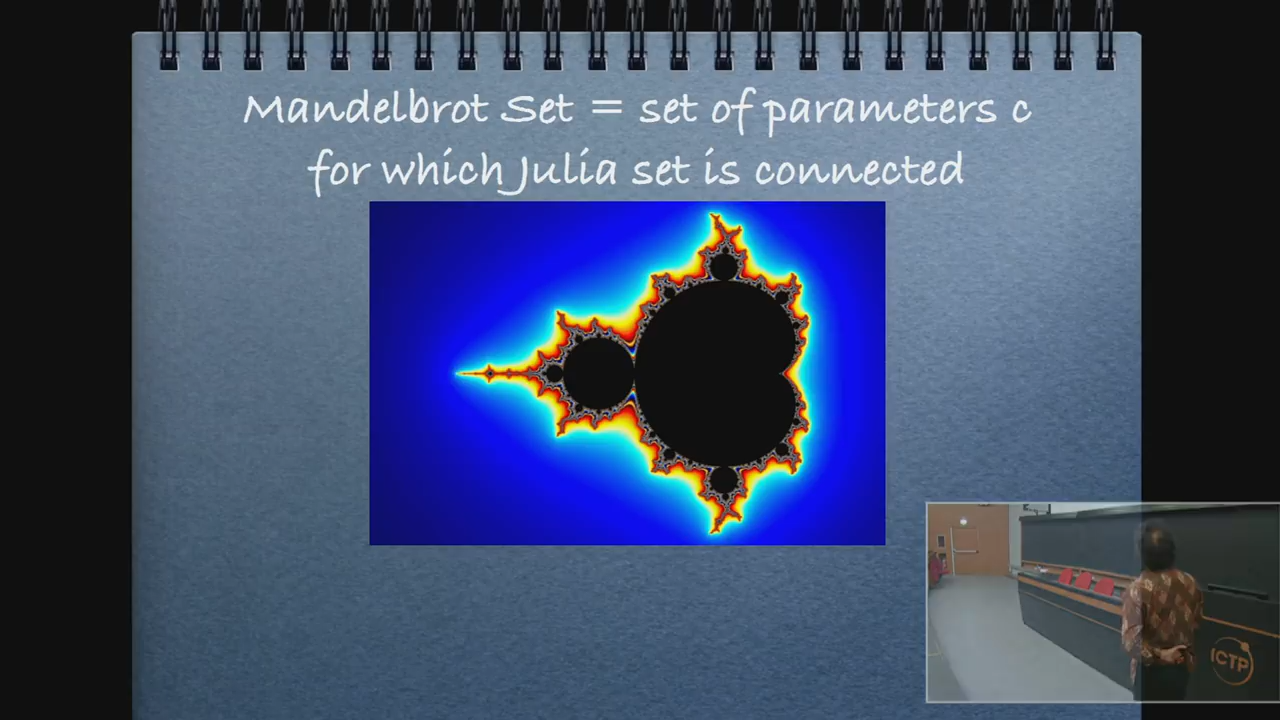 Mandelbrot Set = set of parameters c
for which Julia set is connected
ICTP